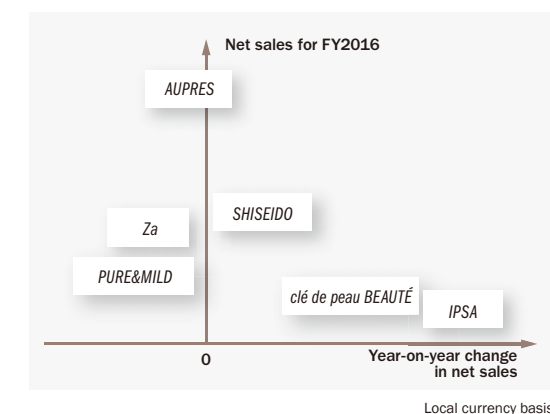 Net sales for FY2016
AUPRES
SHISEIDO
Za
PURE&MILD
clé de peau BEAUTÉ
IPSA
0
Year-on-year change
in net sales
Local currency basis